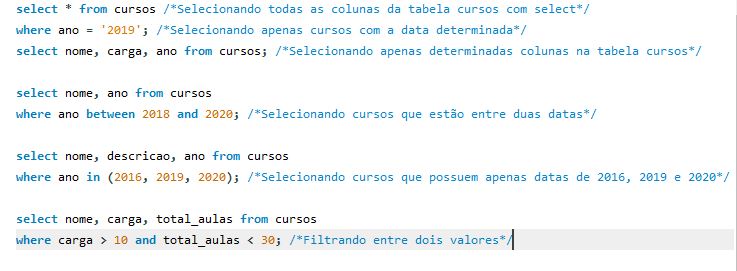 select * from cursos /*Selecionando todas as colunas da tabela cursos com select*/
where ano = '2019'; /*Selecionando apenas cursos com a data determinada*/
select nome, carga, ano from cursos; /*Selecionando apenas determinadas colunas na tabela cursos*/
select nome, ano from cursos
where ano between 2018 and 2020; /*Selecionando cursos que estão entre duas datas*/
select nome, descricao, ano from cursos
where ano in (2016, 2019, 2020); /*Selecionando cursos que possuem apenas datas de 2016, 2019 e 2020*/
select nome, carga, total_aulas from cursos
where carga > 10 and total_aulas < 30; /*Filtrando entre dois valores*/